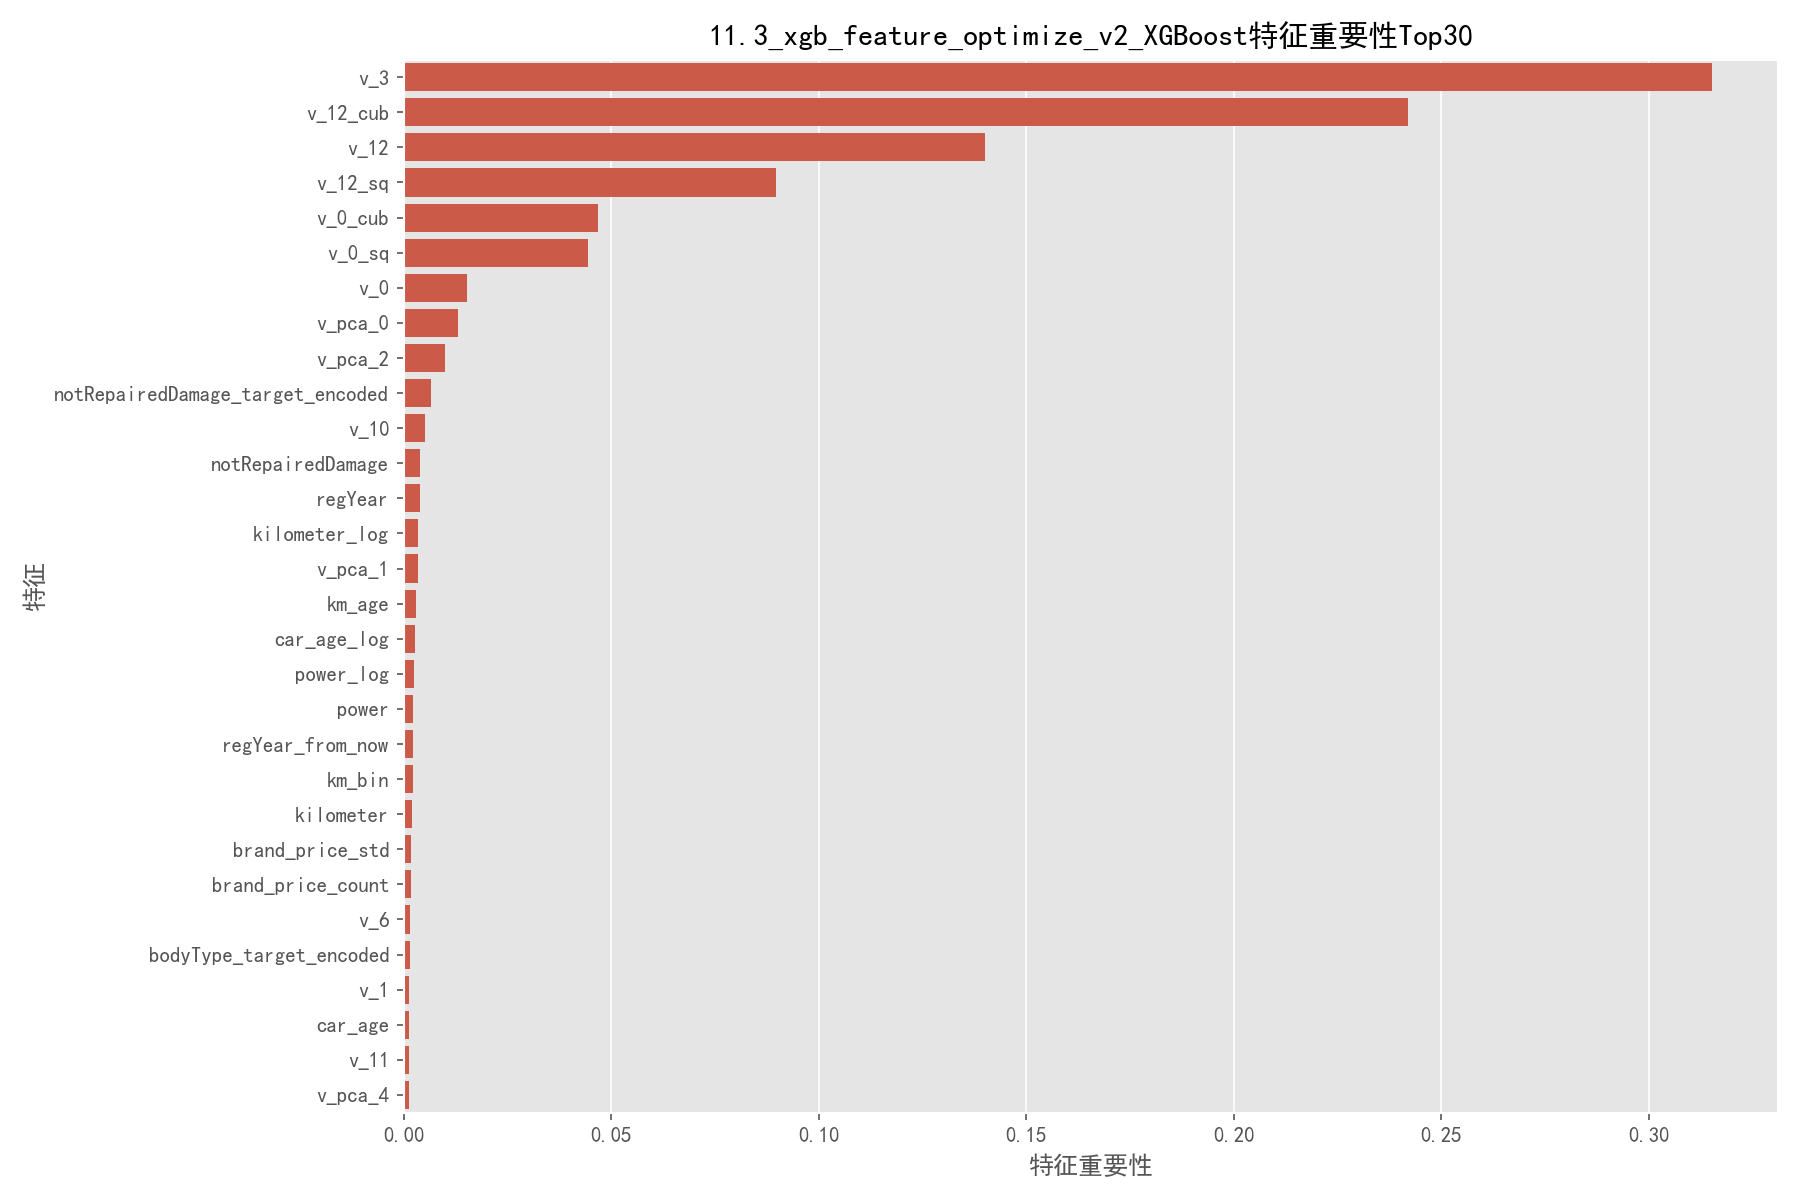 11.3_xgb_feature_optimize_v2_XGBoost特征重要性Top30
v_3
v_12_cub
v_12
v_12_sq
v_0_cub
v_0_sq
v_0
v_pca_0
v_pca_2
notRepairedDamage_target_encoded
v_10
notRepairedDamage
regYear
kilometer_log
v_pca_1
km_age
car_age_log
power_log
power
regYear_from_now
km_bin
kilometer
brand_price_std
brand_price_count
v_6
bodyType_target_encoded
v_1
car_age
v_11
v_pca_4
特征
0.00 0.05 0.10 0.15 0.20 0.25 0.30
特征重要性